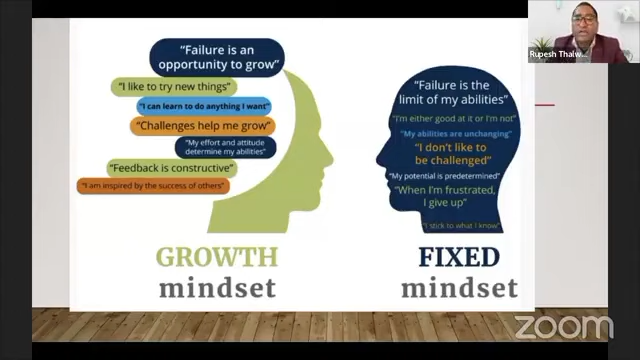 "Failure is an
opportunity to grow"
"I like to try new things"
"I can learn to do anything I want"
"Challenges help me grow"
"My effort and attitude
determine my abilities"
"Feedback is constructive"
"I am inspired by the success of others"
GROWTH
mindset
"Failure is the
limit of my abilities"
"I'm either good at it or I'm not"
"My abilities are unchanging"
"I don't like to
be challenged"
"My potential is predetermined"
"When I'm frustrated,
I give up"
"I stick to what I know"
FIXED
mindset
Rupesh Thalw...
zoom